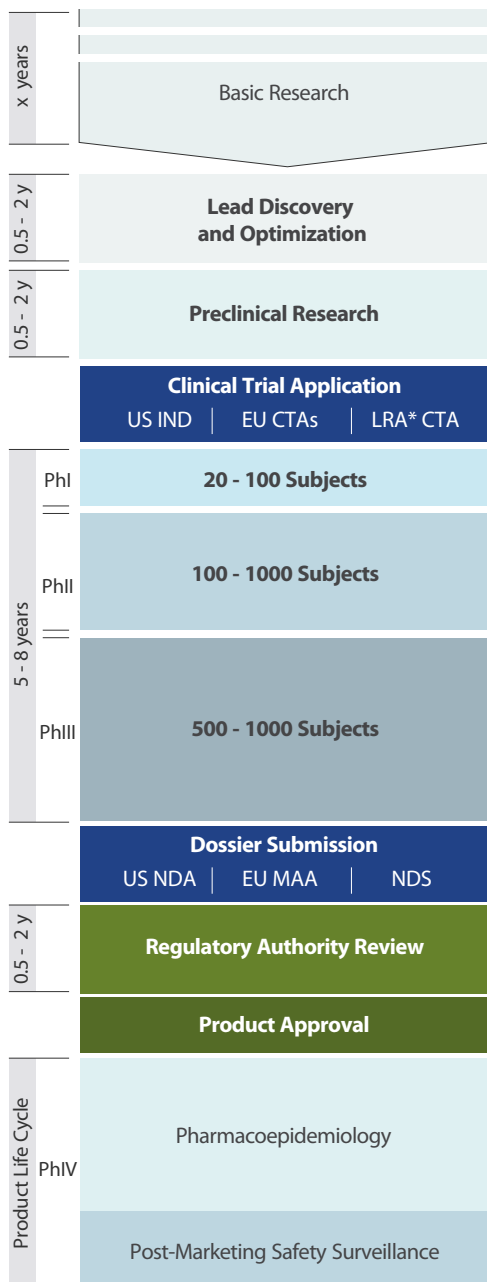 x years
Basic Research
0.5 - 2 y
Lead Discovery
and Optimization
0.5 - 2 y
Preclinical Research
Clinical Trial Application
US IND | EU CTAs | LRA* CTA
5 - 8 years
PhI
20 - 100 Subjects
PhII
100 - 1000 Subjects
PhIII
500 - 1000 Subjects
Dossier Submission
US NDA | EU MAA | NDS
0.5 - 2 y
Regulatory Authority Review
Product Approval
Product Life Cycle
PhIV
Pharmacoepidemiology
Post-Marketing Safety Surveillance